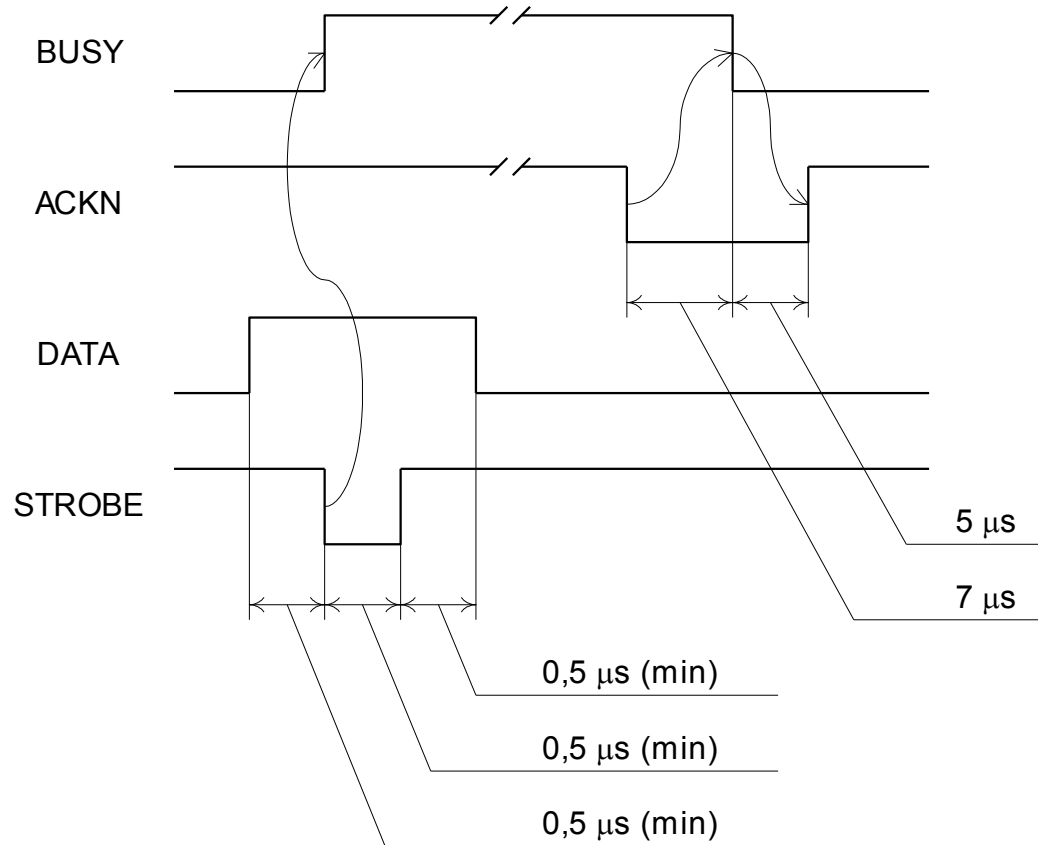 BUSY
ACKN
DATA
STROBE
5 μs
7 μs
0,5 μs (min)
0,5 μs (min)
0,5 μs (min)